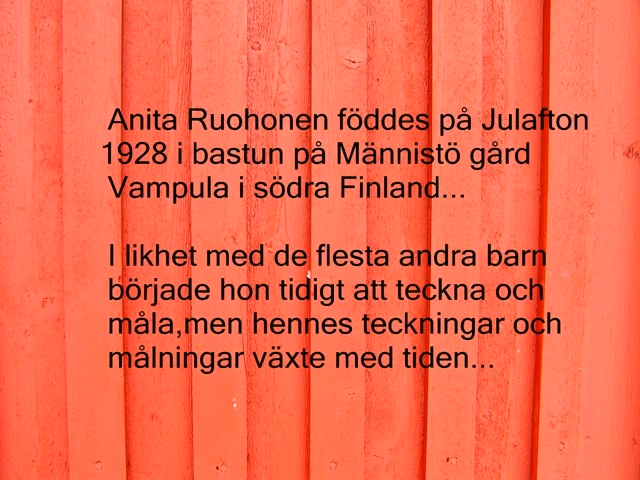 Anita Ruohonen föddes på Julafton
1928 i bastun på Männistö gård
Vampula i södra Finland...
I likhet med de flesta andra barn
började hon tidigt att teckna och
måla,men hennes teckningar och
målningar växte med tiden...